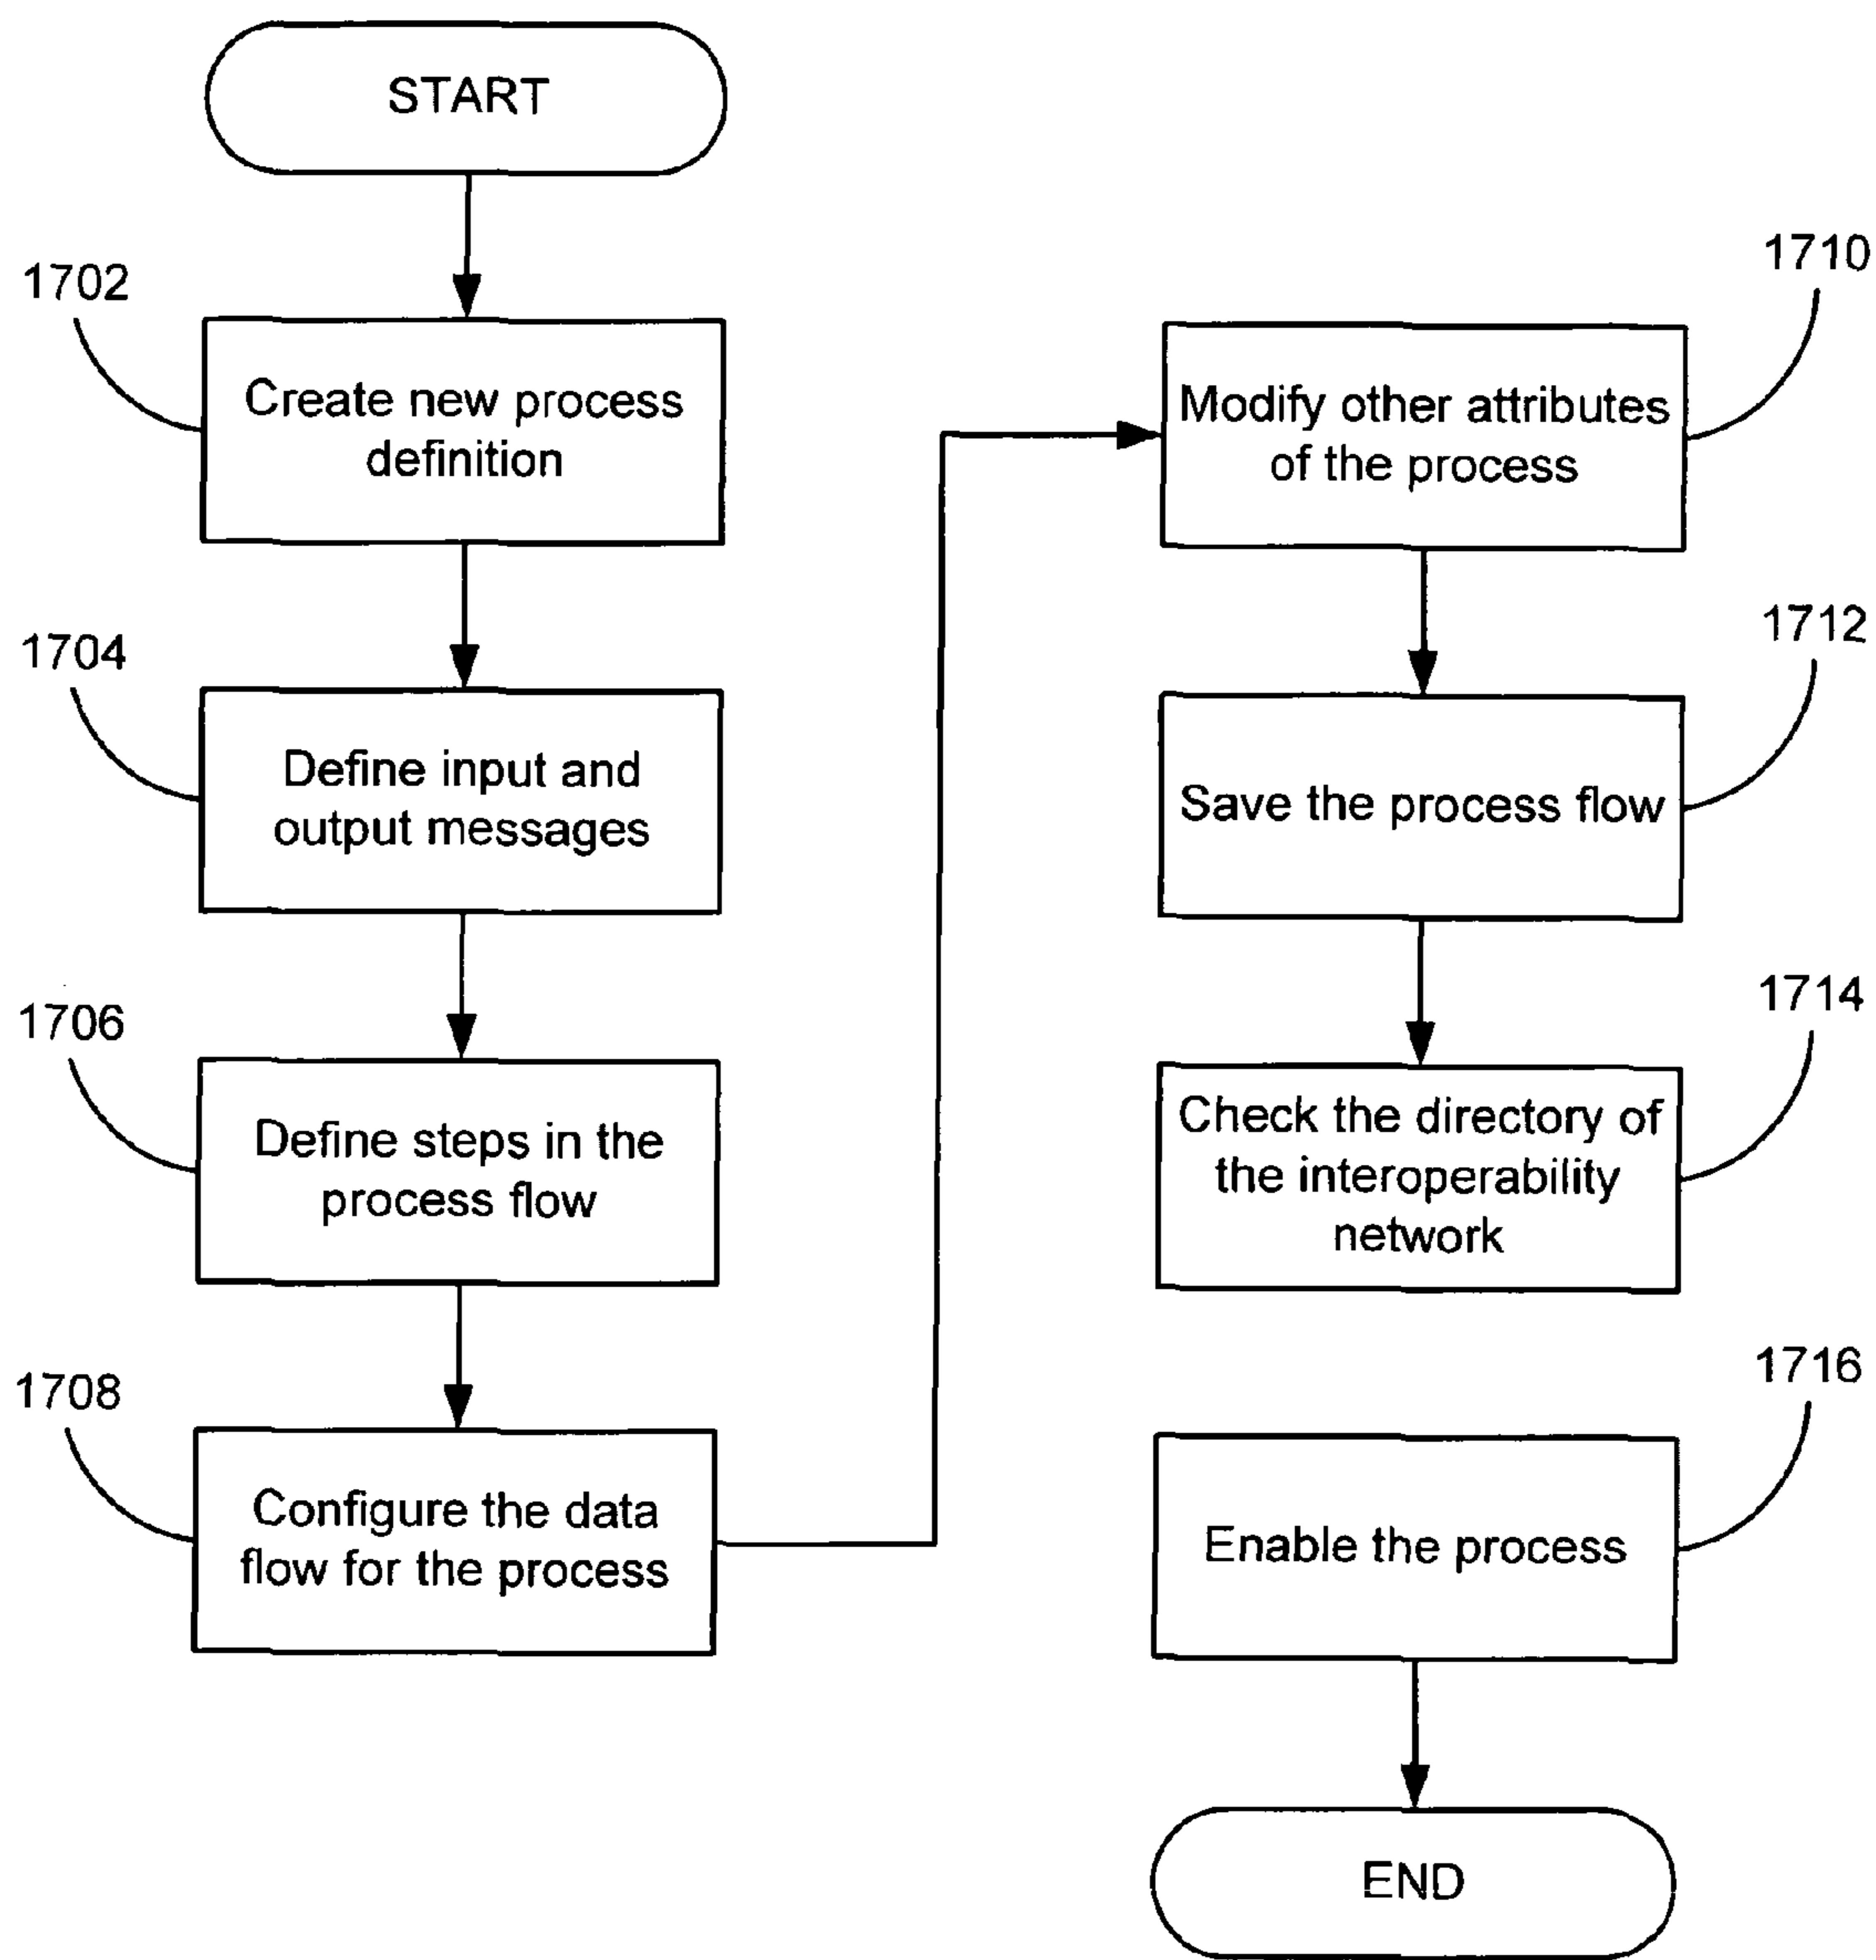 START
1702
Create new process
definition
1704
Define input and
output messages
1706
Define steps in the
process flow
1708
Configure the data
flow for the process
1710
Modify other attributes
of the process
1712
Save the process flow
1714
Check the directory of
the interoperability
network
1716
Enable the process
END